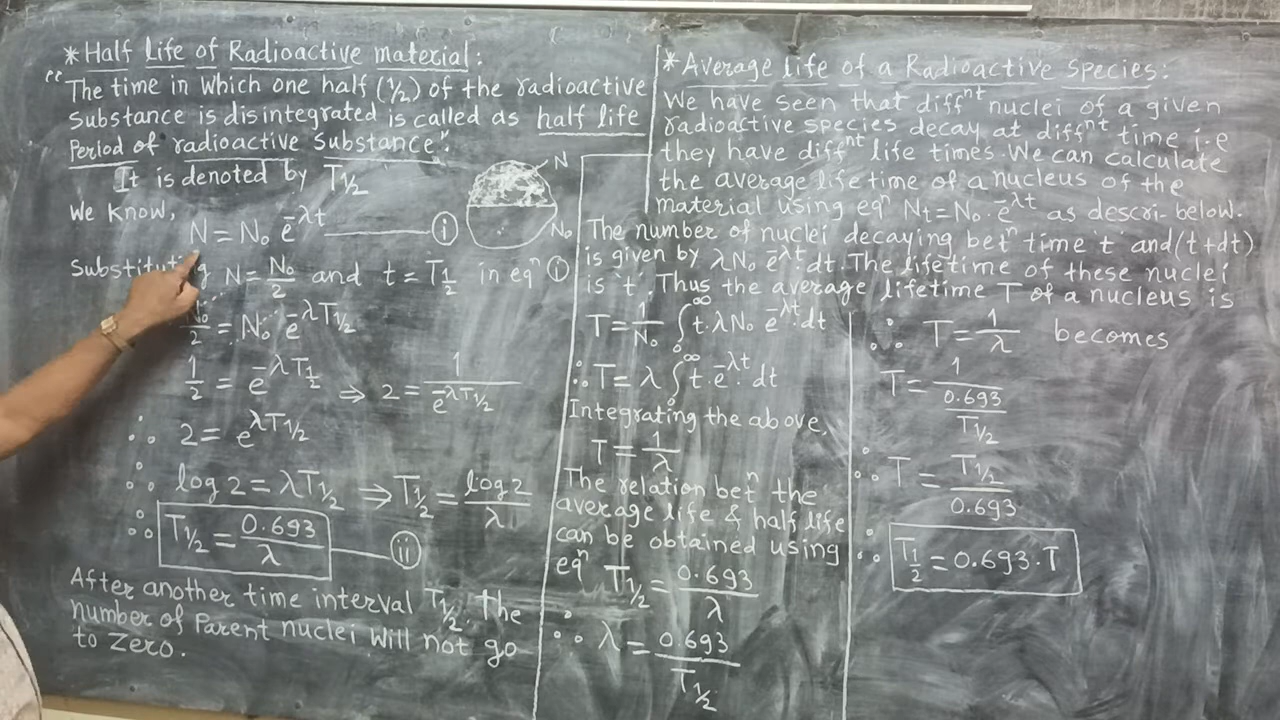 *Half life of Radioactive material:
"The time in which one half (1/2) of the radioactive
Substance is disintegrated is called as half life
Period of radioactive Substance".
It is denoted by T1/2
We know,
N = N₀ e^-λt ——— (i)
N
N₀
N = N₀/2 and t = T1/2 in eqⁿ (i)
N₀/2 = N₀ e^-λT1/2
1/2 = e^-λT1/2 ⇒ 2 = 1/e^-λT1/2
∴ 2 = e^λT1/2
∴ log 2 = λT1/2 ⇒ T1/2 = log 2/λ
∴ T1/2 = 0.693/λ —— (ii)
After another time interval T1/2, the
number of Parent nuclei will not go
to zero.
*Average life of a Radioactive Species:
We have seen that diffⁿᵗ nuclei of a given
radioactive species decay at diffⁿᵗ time i.e
they have diffⁿᵗ life times. We can calculate
the average life time of a nucleus of the
material using eqⁿ Nt = N₀ · e^-λt as descri- below.
The number of nuclei decaying betⁿ time 't' and (t+dt)
is given by λN₀ e^-λt·dt. The lifetime of these nuclei
is 't'. Thus the average lifetime T of a nucleus is
T = 1/N₀ ∫₀^∞ t·λN₀ e^-λt·dt
∴ T = λ ∫₀^∞ t·e^-λt·dt
Integrating the above,
T = 1/λ
The relation betⁿ the
average life & half life
can be obtained using
eqⁿ T1/2 = 0.693/λ
∴ λ = 0.693/T1/2
∴ T = 1/λ becomes
T = 1/(0.693/T1/2)
∴ T = T1/2/0.693
∴ T1/2 = 0.693·T